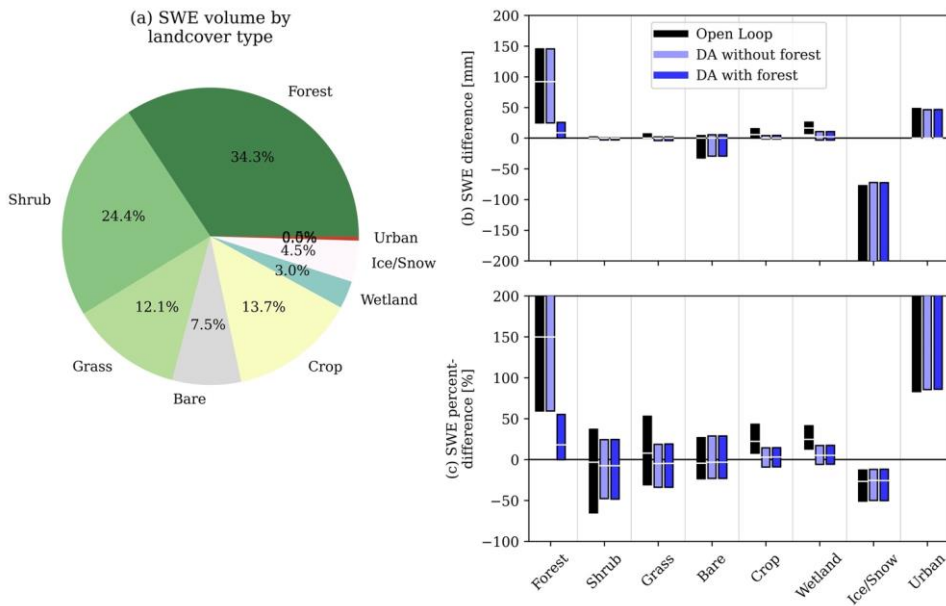 (a) SWE volume by
landcover type
Forest
34.3%
Shrub
24.4%
Urban
0.5%
Ice/Snow
4.5%
3.0%
Wetland
12.1%
13.7%
7.5%
Grass
Crop
Bare
(b) SWE difference [mm]
200
150
100
50
0
−50
−100
−150
−200
Open Loop
DA without forest
DA with forest
(c) SWE percent-
difference [%]
200
150
100
50
0
−50
−100
Forest
Shrub
Grass
Bare
Crop
Wetland
Ice/Snow
Urban